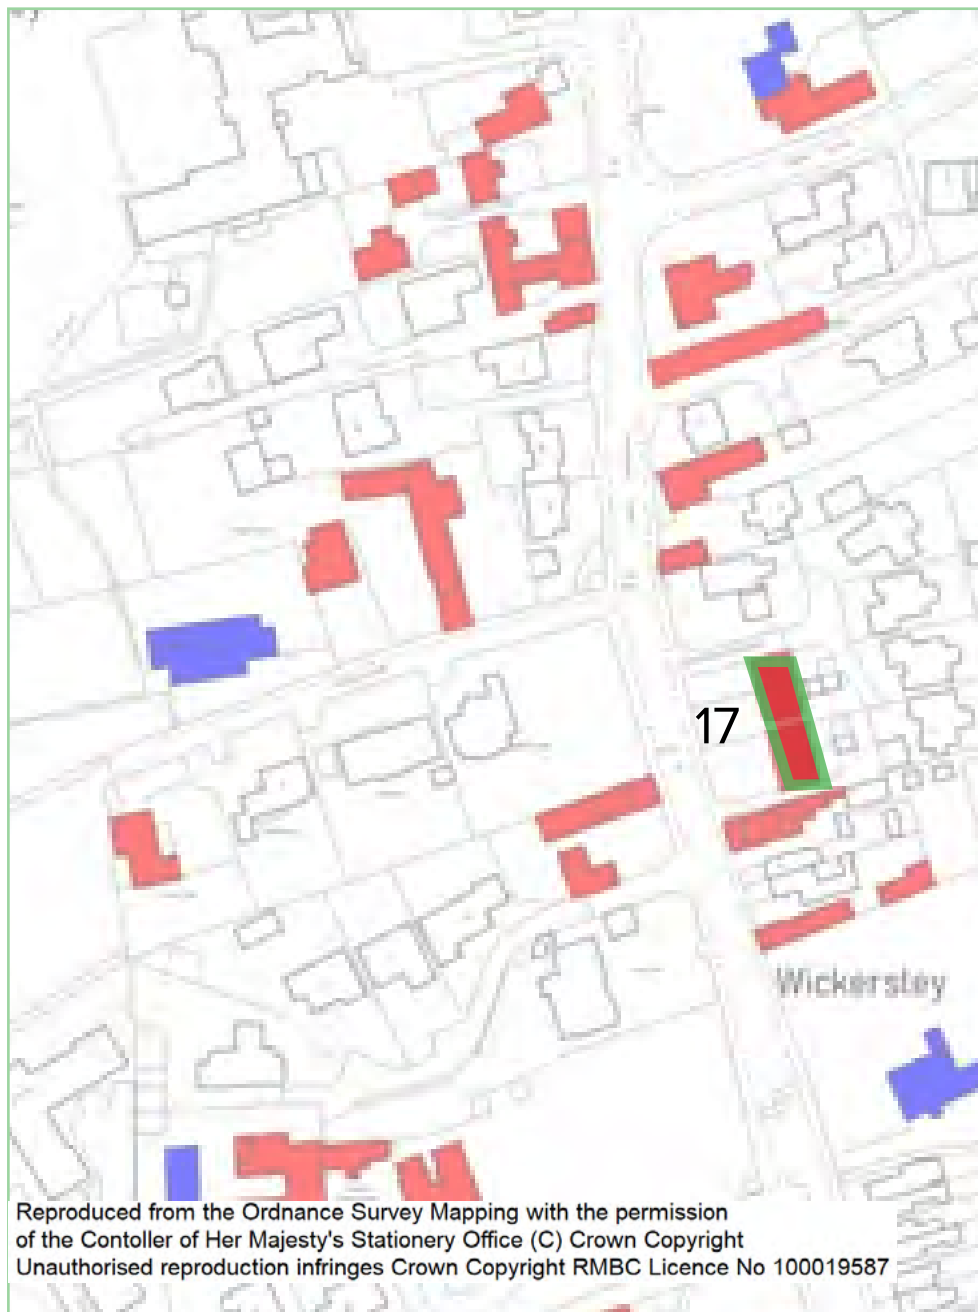 17
Wickersley
Reproduced from the Ordnance Survey Mapping with the permission
of the Contoller of Her Majesty's Stationery Office (C) Crown Copyright
Unauthorised reproduction infringes Crown Copyright RMBC Licence No 100019587